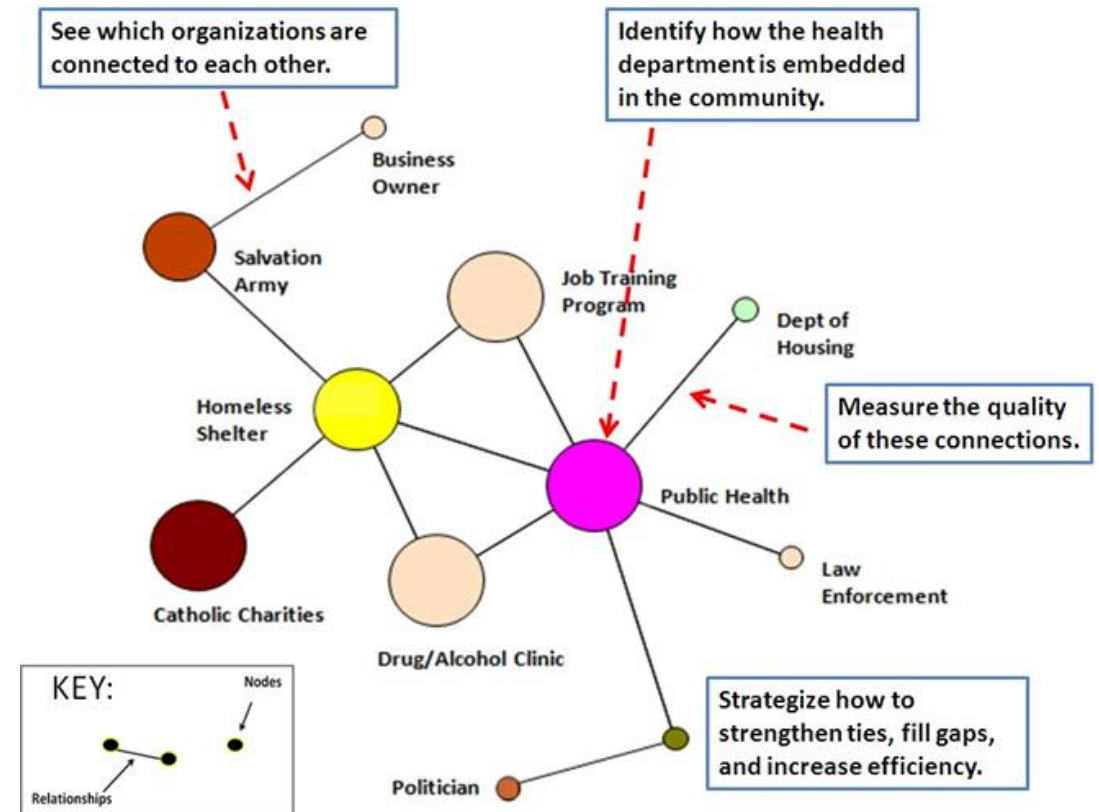 See which organizations are
connected to each other.
Identify how the health
department is embedded
in the community.
Business
Owner
Salvation
Army
Job Training
Program
Dept of
Housing
Homeless
Shelter
Measure the quality
of these connections.
Public Health
Law
Enforcement
Catholic Charities
Drug/Alcohol Clinic
KEY:
Nodes
Relationships
Strategize how to
strengthen ties, fill gaps,
and increase efficiency.
Politician